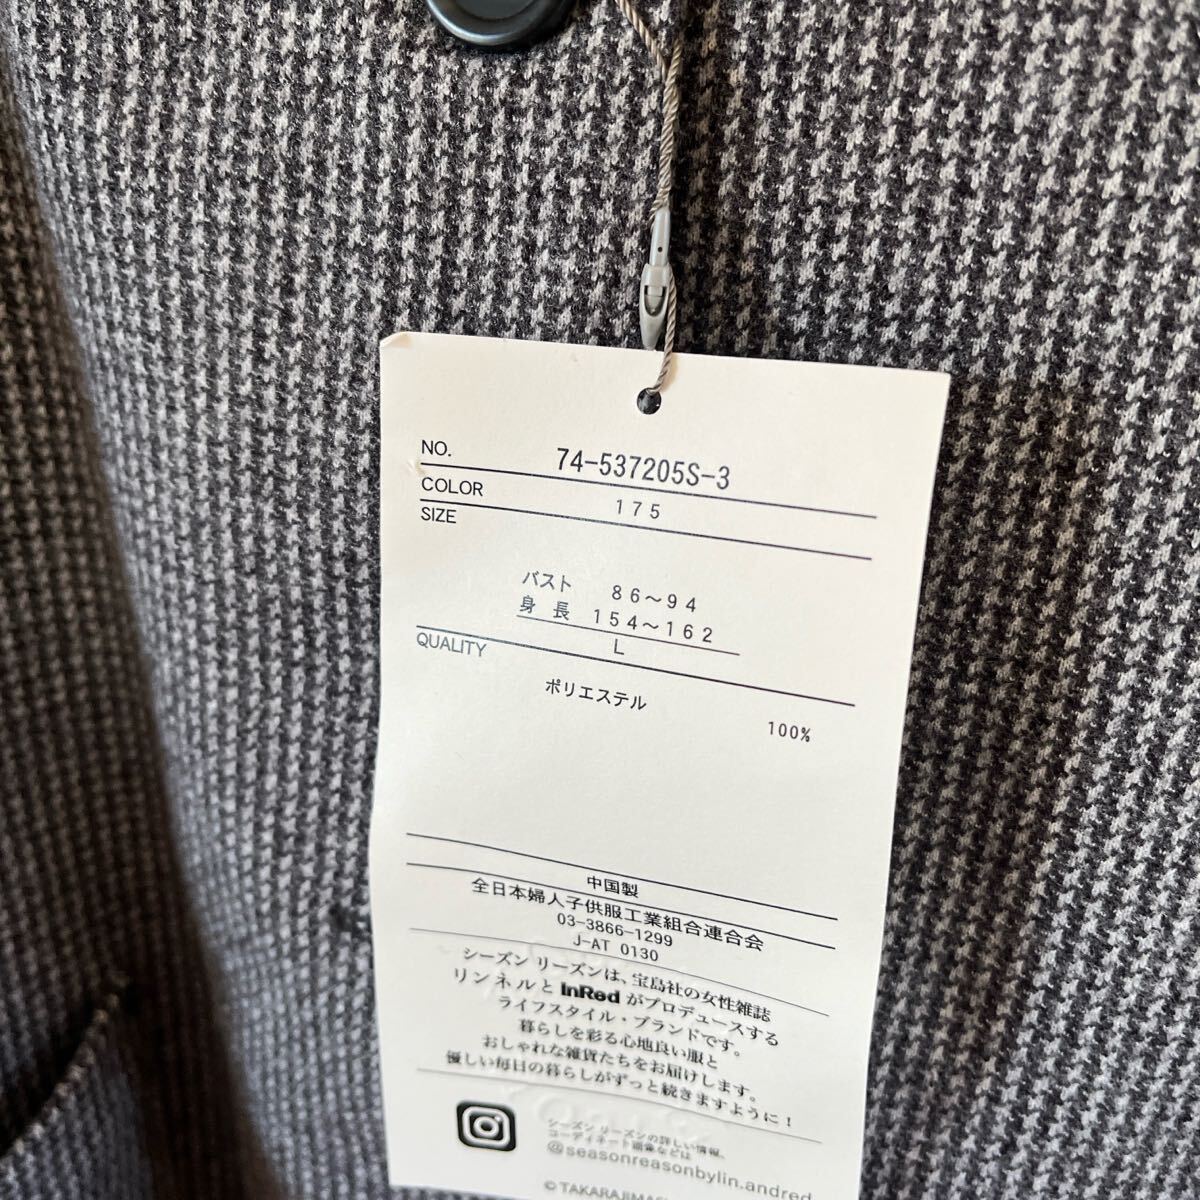 NO. 74-537205S-3
COLOR 175
SIZE
バスト 86〜94
身長 154〜162
L
QUALITY
ポリエステル 100%
中国製
全日本婦人子供服工業組合連合会
03-3866-1299
J-AT 0130
シーズン リーズンは、宝島社の女性雑誌
リンネルと InRed がプロデュースする
ライフスタイル・ブランドです。
暮らしを彩る心地良い服と
おしゃれな雑貨たちをお届けします。
優しい毎日の暮らしがずっと続きますように！
シーズン リーズンの詳しい情報、
コーディネート画像などは
@seasonreasonbylin.andred
© TAKARAJIMA